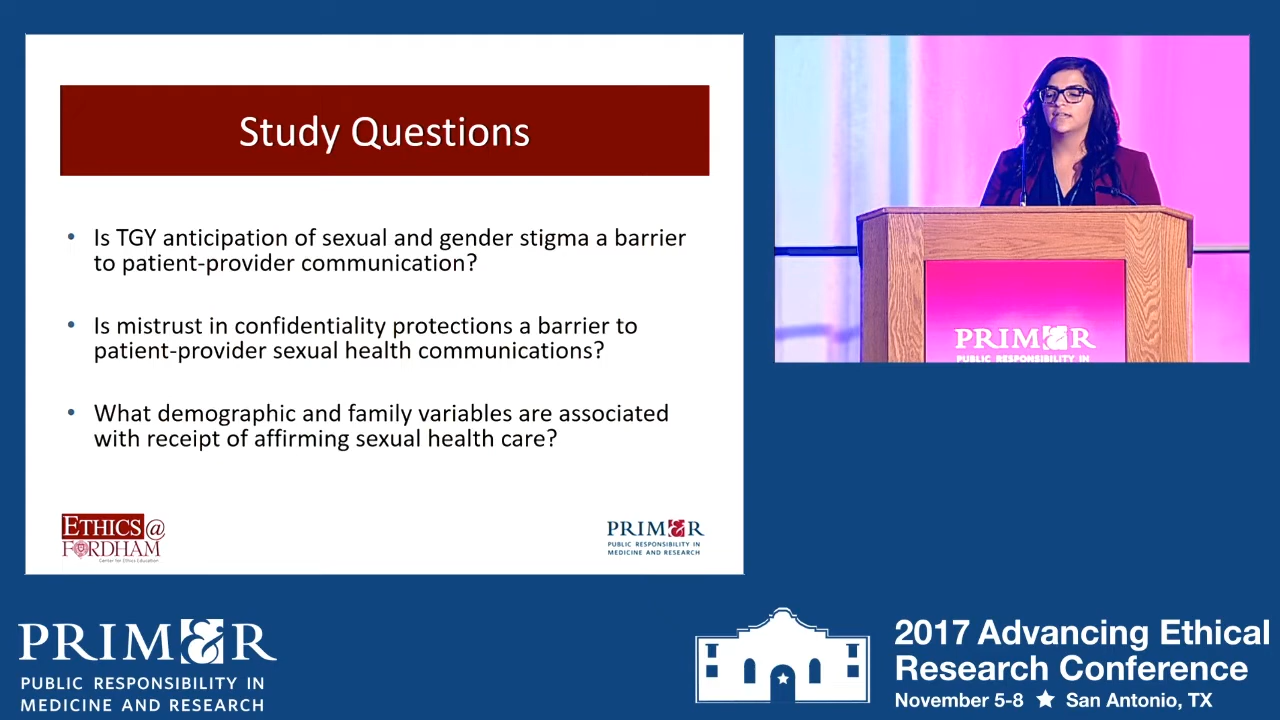 Study Questions
• Is TGY anticipation of sexual and gender stigma a barrier
to patient-provider communication?
• Is mistrust in confidentiality protections a barrier to
patient-provider sexual health communications?
• What demographic and family variables are associated
with receipt of affirming sexual health care?
ETHICS@
FORDHAM
Center for Ethics Education
PRIM&R
PUBLIC RESPONSIBILITY IN
MEDICINE AND RESEARCH
PRIM&R
PUBLIC RESPONSIBILITY IN
PRIM&R
PUBLIC RESPONSIBILITY IN
MEDICINE AND RESEARCH
2017 Advancing Ethical
Research Conference
November 5-8 ★ San Antonio, TX